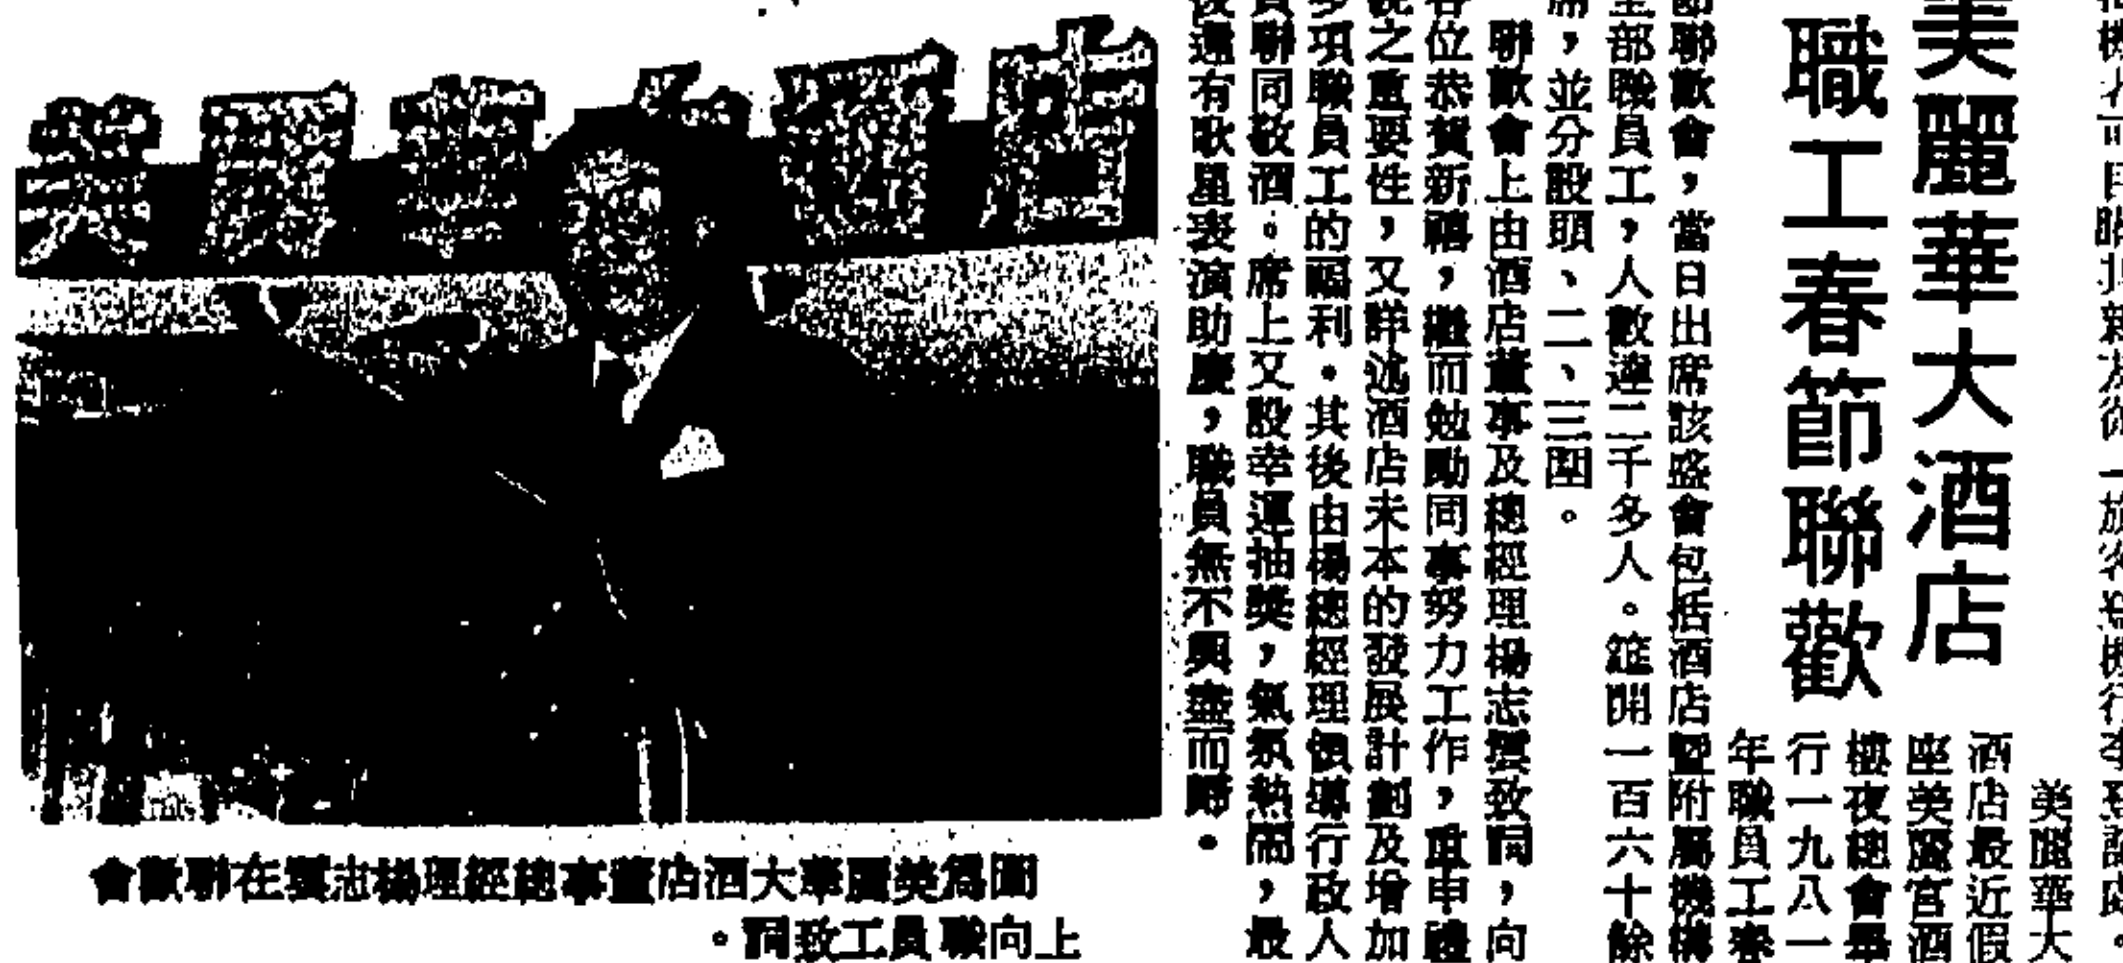 美麗華大酒店
職工春節聯歡
美麗華大
酒店最近假
座美麗宮酒
樓夜總會舉
行一九八一
年職員工春
節聯歡會，當日出席該盛會包括酒店暨附屬機構
全部職員工，人數達二千多人。筵開一百六十餘
席，並分設頭、二、三圍。
聯歡會上由酒店董事及總經理楊志雲致詞，向
各位恭賀新禧，繼而勉勵同事努力工作，重申禮
貌之重要性，又詳述酒店未本的發展計劃及增加
多項職員工的福利。其後由楊總經理領導行政人
員聯同敬酒。席上又設幸運抽獎，氣氛熱鬧，最
後還有歌星表演助慶，職員無不興盡而歸。
圖爲美麗華大酒店董事總經理楊志雲在聯歡會
上向職員工致詞。